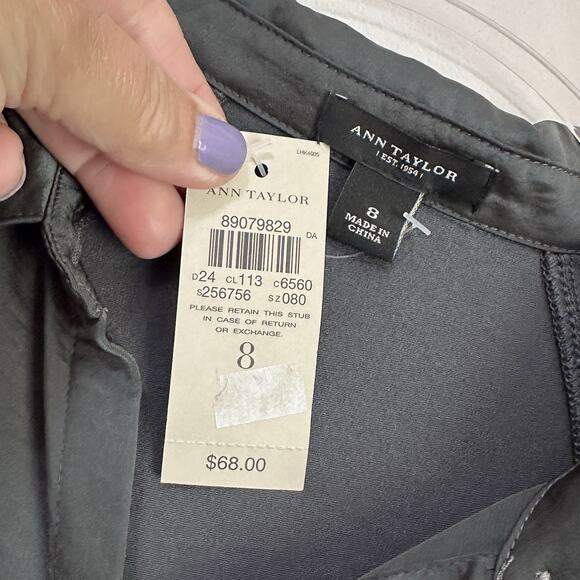 LHK4005
ANN TAYLOR
89079829
DA
D24 CL113 C6560
S256756 SZ080
PLEASE RETAIN THIS STUB
IN CASE OF RETURN
OR EXCHANGE.
8
$68.00
ANN TAYLOR
| EST. 1954 |
8
MADE IN
CHINA